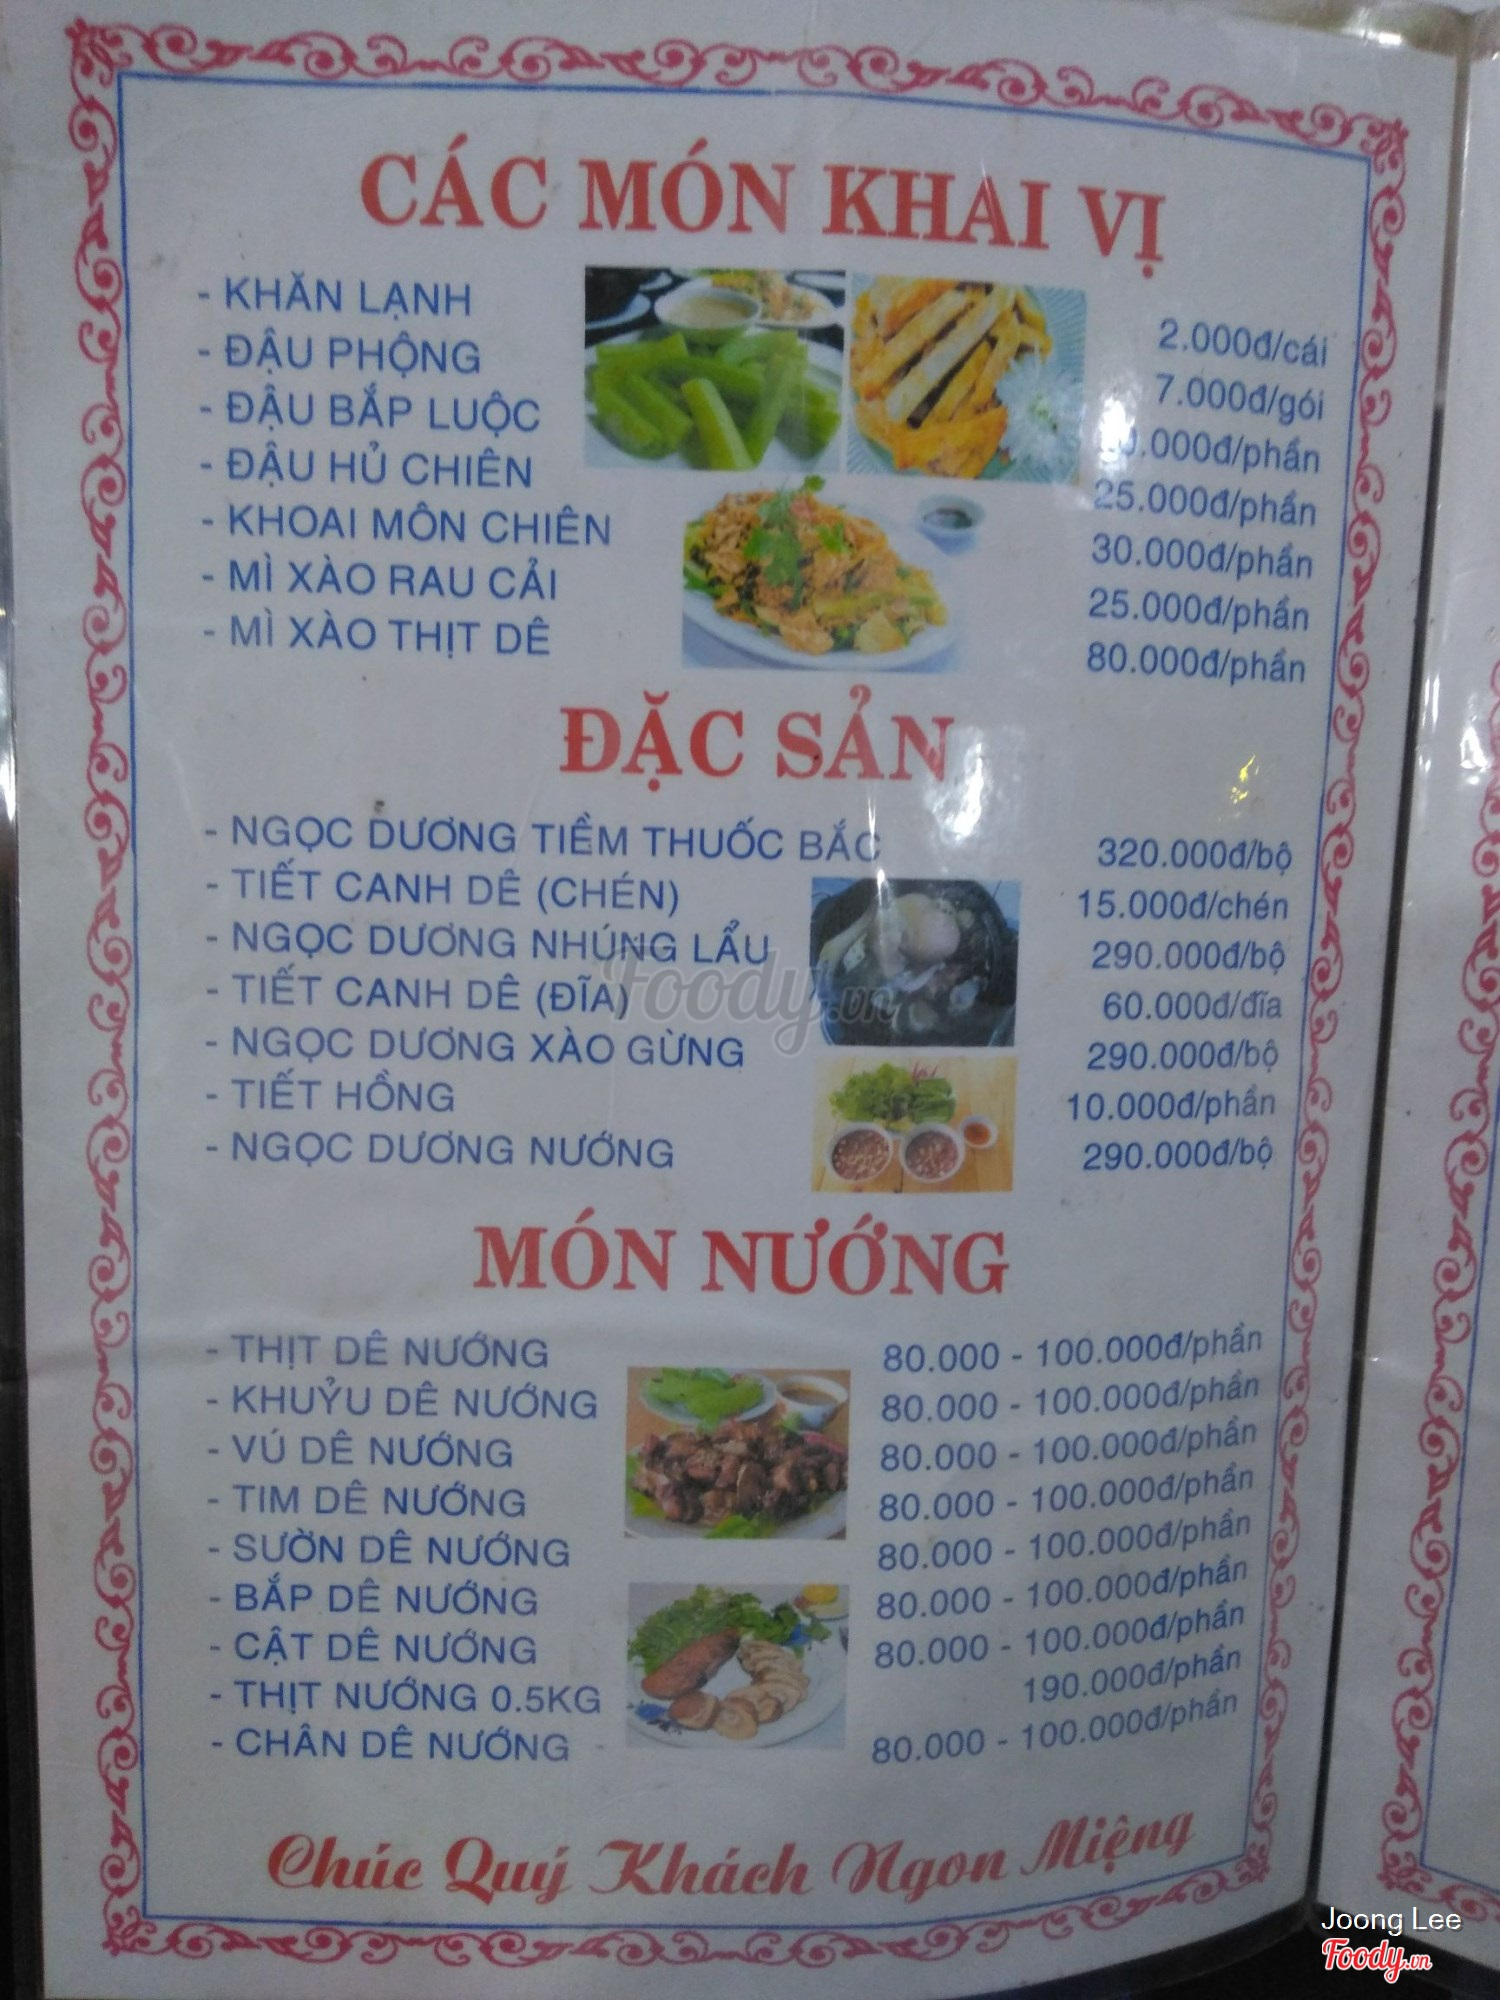 CÁC MÓN KHAI VỊ
- KHĂN LẠNH 2.000đ/cái
- ĐẬU PHỘNG 7.000đ/gói
- ĐẬU BẮP LUỘC
- ĐẬU HỦ CHIÊN 25.000đ/phần
- KHOAI MÔN CHIÊN 30.000đ/phần
- MÌ XÀO RAU CẢI 25.000đ/phần
- MÌ XÀO THỊT DÊ 80.000đ/phần
ĐẶC SẢN
- NGỌC DƯƠNG TIỀM THUỐC BẮC 320.000đ/bộ
- TIẾT CANH DÊ (CHÉN) 15.000đ/chén
- NGỌC DƯƠNG NHÚNG LẨU 290.000đ/bộ
- TIẾT CANH DÊ (ĐĨA) 60.000đ/đĩa
- NGỌC DƯƠNG XÀO GỪNG 290.000đ/bộ
- TIẾT HỒNG 10.000đ/phần
- NGỌC DƯƠNG NƯỚNG 290.000đ/bộ
Foody.vn
MÓN NƯỚNG
- THỊT DÊ NƯỚNG 80.000 - 100.000đ/phần
- KHUỶU DÊ NƯỚNG 80.000 - 100.000đ/phần
- VÚ DÊ NƯỚNG 80.000 - 100.000đ/phần
- TIM DÊ NƯỚNG 80.000 - 100.000đ/phần
- SƯỜN DÊ NƯỚNG 80.000 - 100.000đ/phần
- BẮP DÊ NƯỚNG 80.000 - 100.000đ/phần
- CẬT DÊ NƯỚNG 80.000 - 100.000đ/phần
- THỊT NƯỚNG 0.5KG 190.000đ/phần
- CHÂN DÊ NƯỚNG 80.000 - 100.000đ/phần
Chúc Quý Khách Ngon Miệng
Joong Lee
Foody.vn